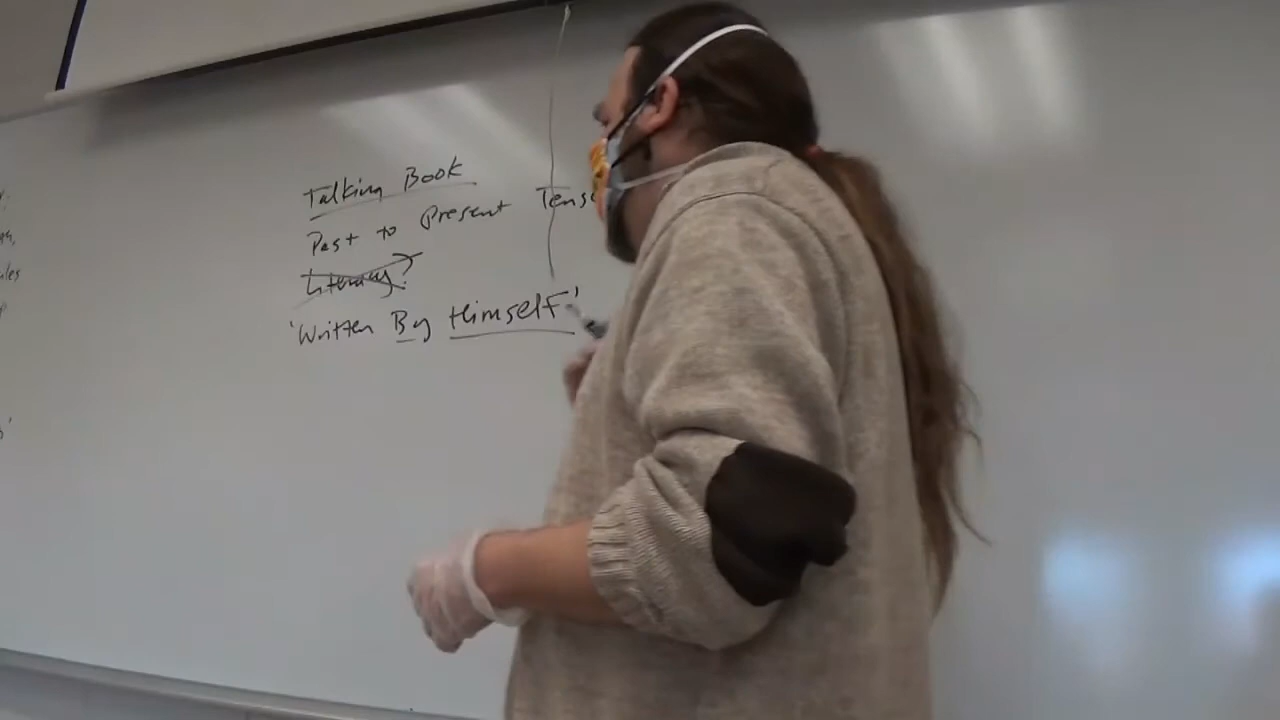 Talking Book
Past to Present Tense
Literacy?
'Written By Himself'